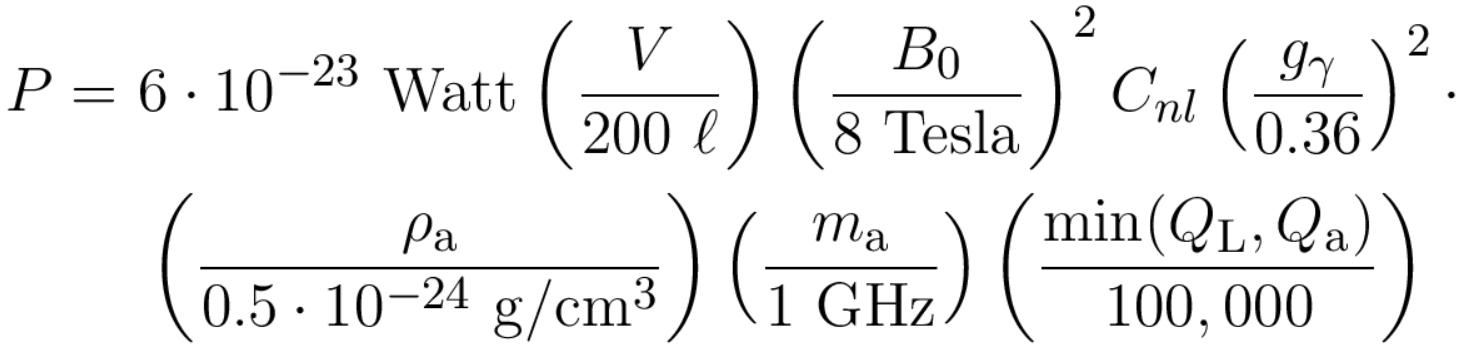 P = 6 · 10^{−23} Watt (V / 200 ℓ) (B_0 / 8 Tesla)^2 C_{nl} (g_γ / 0.36)^2 ·
(ρ_a / 0.5 · 10^{−24} g/cm^3) (m_a / 1 GHz) (min(Q_L, Q_a) / 100,000)